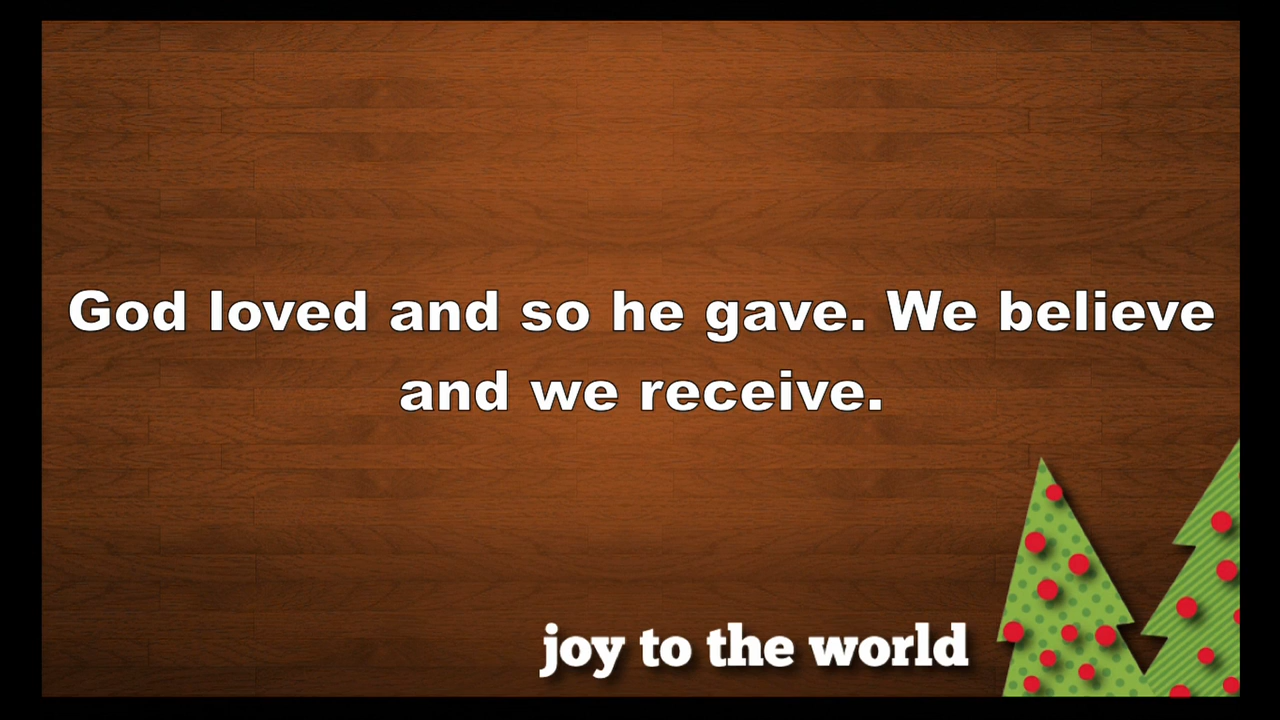 God loved and so he gave. We believe
and we receive.
joy to the world